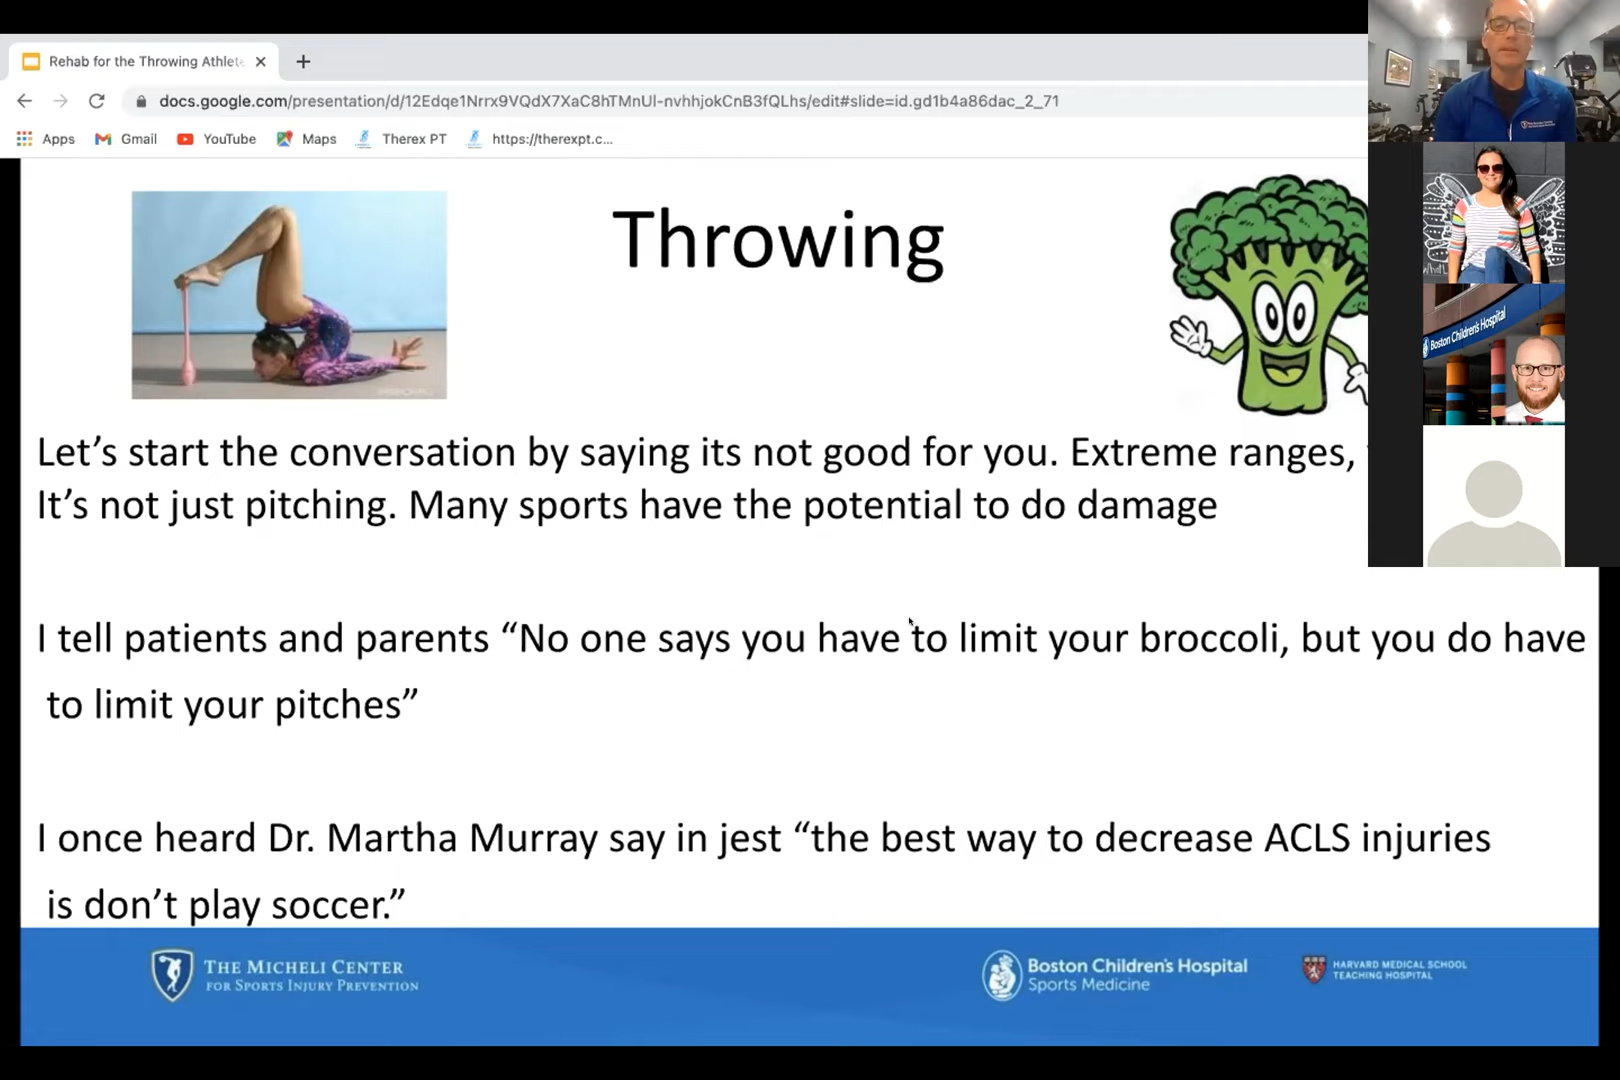 Rehab for the Throwing Athlete
docs.google.com/presentation/d/12Edqe1Nrrx9VQdX7XaC8hTMnUl-nvhhjokCnB3fQLhs/edit#slide=id.gd1b4a86dac_2_71
Apps Gmail YouTube Maps Therex PT https://therexpt.c...
Throwing
Let’s start the conversation by saying its not good for you. Extreme ranges,
It’s not just pitching. Many sports have the potential to do damage
I tell patients and parents “No one says you have to limit your broccoli, but you do have
to limit your pitches”
I once heard Dr. Martha Murray say in jest “the best way to decrease ACLS injuries
is don’t play soccer.”
THE MICHELI CENTER
FOR SPORTS INJURY PREVENTION
Boston Children's Hospital
Sports Medicine
HARVARD MEDICAL SCHOOL
TEACHING HOSPITAL
Boston Children's Hospital